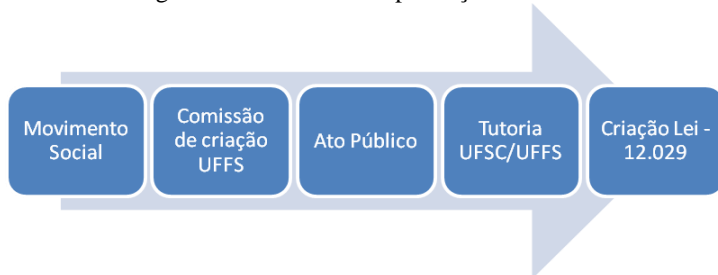 Movimento
Social
Comissão
de criação
UFFS
Ato Público
Tutoria
UFSC/UFFS
Criação Lei -
12.029